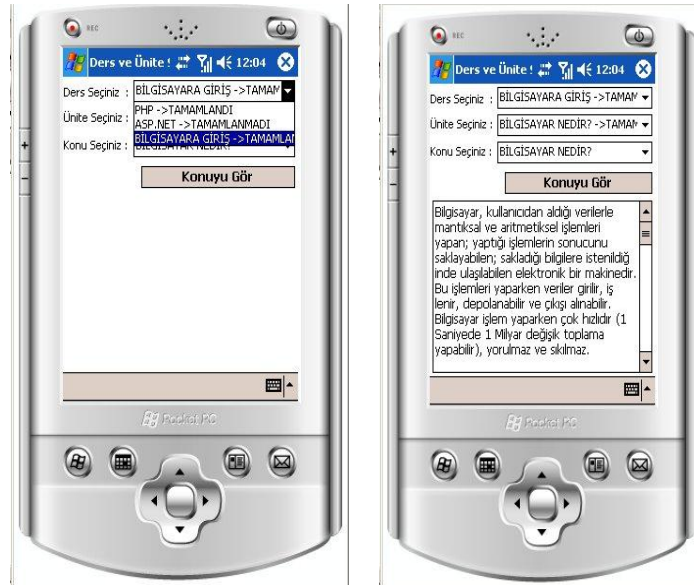 REC
Ders ve Ünite ! 12:04
Ders Seçiniz : BİLGİSAYARA GİRİŞ ->TAMAM
PHP ->TAMAMLANDI
Ünite Seçiniz :
ASP.NET ->TAMAMLANMADI
BİLGİSAYARA GİRİŞ ->TAMAMLAN
Konu Seçiniz : BİLGİSAYAR NEDİR?
Konuyu Gör
Pocket PC
REC
Ders ve Ünite ! 12:04
Ders Seçiniz : BİLGİSAYARA GİRİŞ ->TAMAM
Ünite Seçiniz : BİLGİSAYAR NEDİR? ->TAMAM
Konu Seçiniz : BİLGİSAYAR NEDİR?
Konuyu Gör
Bilgisayar, kullanıcıdan aldığı verilerle
mantıksal ve aritmetiksel işlemleri
yapan; yaptığı işlemlerin sonucunu
saklayabilen; sakladığı bilgilere istenildiğ
inde ulaşılabilen elektronik bir makinedir.
Bu işlemleri yaparken veriler girilir, iş
lenir, depolanabilir ve çıkışı alınabilir.
Bilgisayar işlem yaparken çok hızlıdır (1
Saniyede 1 Milyar değişik toplama
yapabilir), yorulmaz ve sıkılmaz.
Pocket PC